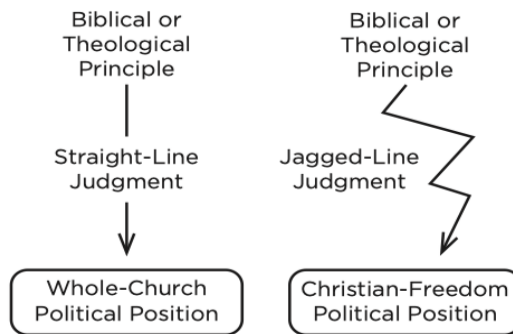 Biblical or
Theological
Principle
Straight-Line
Judgment
Whole-Church
Political Position
Biblical or
Theological
Principle
Jagged-Line
Judgment
Christian-Freedom
Political Position